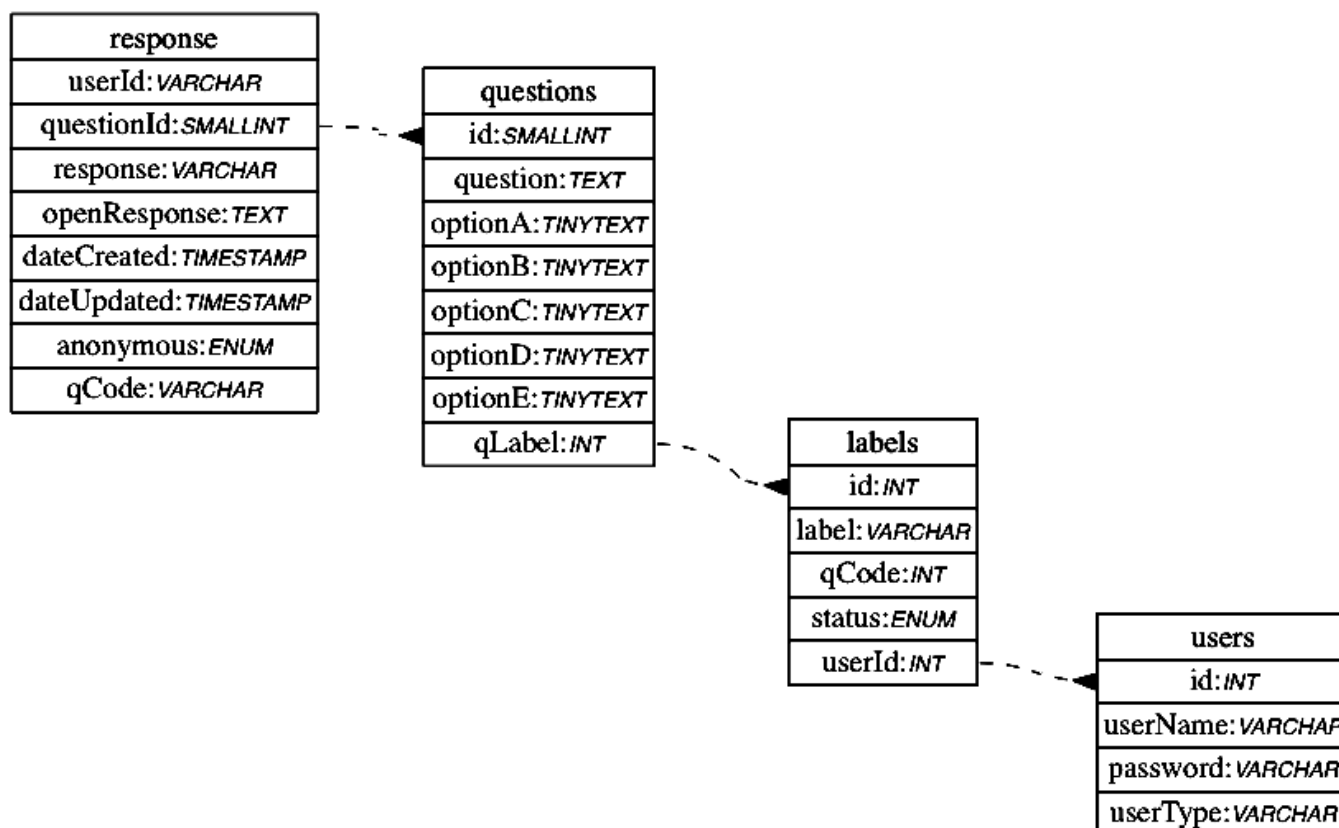 response
userId:VARCHAR
questionId:SMALLINT
response:VARCHAR
openResponse:TEXT
dateCreated:TIMESTAMP
dateUpdated:TIMESTAMP
anonymous:ENUM
qCode:VARCHAR
questions
id:SMALLINT
question:TEXT
optionA:TINYTEXT
optionB:TINYTEXT
optionC:TINYTEXT
optionD:TINYTEXT
optionE:TINYTEXT
qLabel:INT
labels
id:INT
label:VARCHAR
qCode:INT
status:ENUM
userId:INT
users
id:INT
userName:VARCHAR
password:VARCHAR
userType:VARCHAR